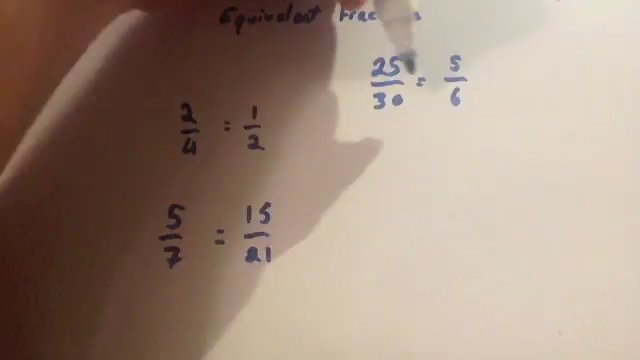 Equivalent
25/30 = 5/6
2/4 = 1/2
5/7 = 15/21